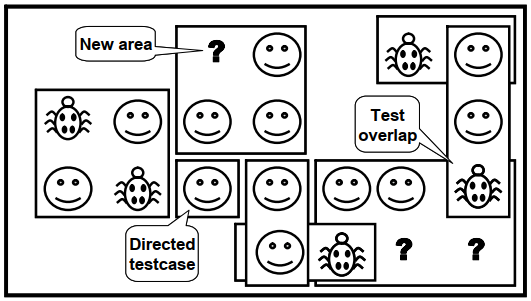 New area
?
Test
overlap
Directed
testcase
? ?